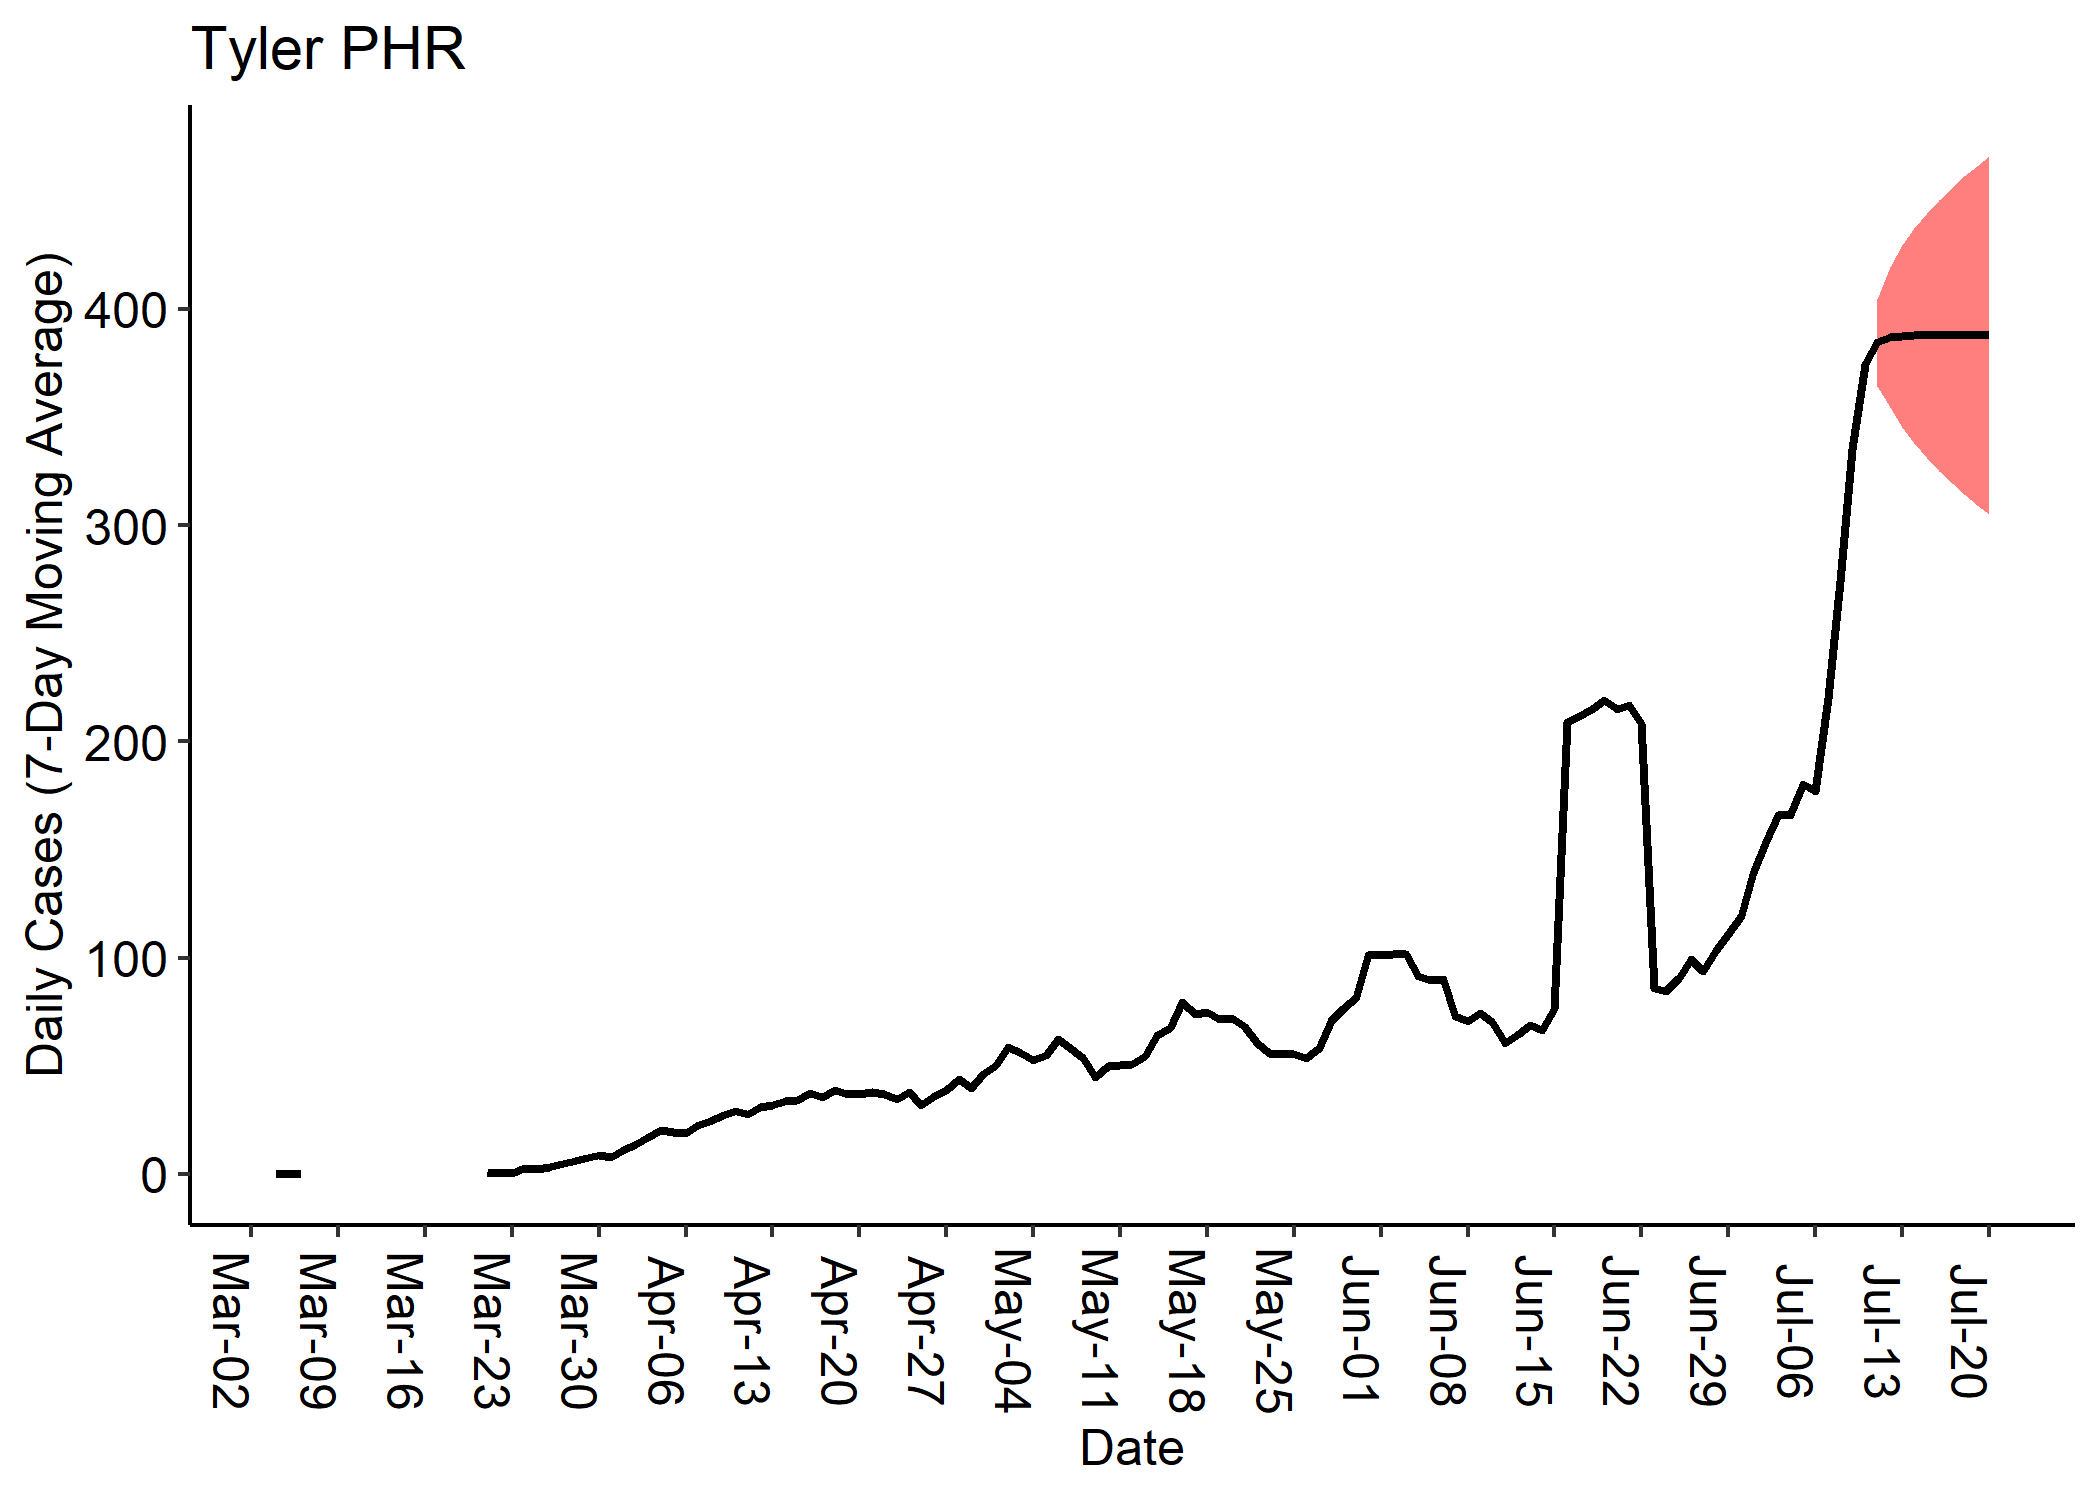 Tyler PHR
Daily Cases (7-Day Moving Average)
400
300
200
100
0
Mar-02
Mar-09
Mar-16
Mar-23
Mar-30
Apr-06
Apr-13
Apr-20
Apr-27
May-04
May-11
May-18
May-25
Jun-01
Jun-08
Jun-15
Jun-22
Jun-29
Jul-06
Jul-13
Jul-20
Date